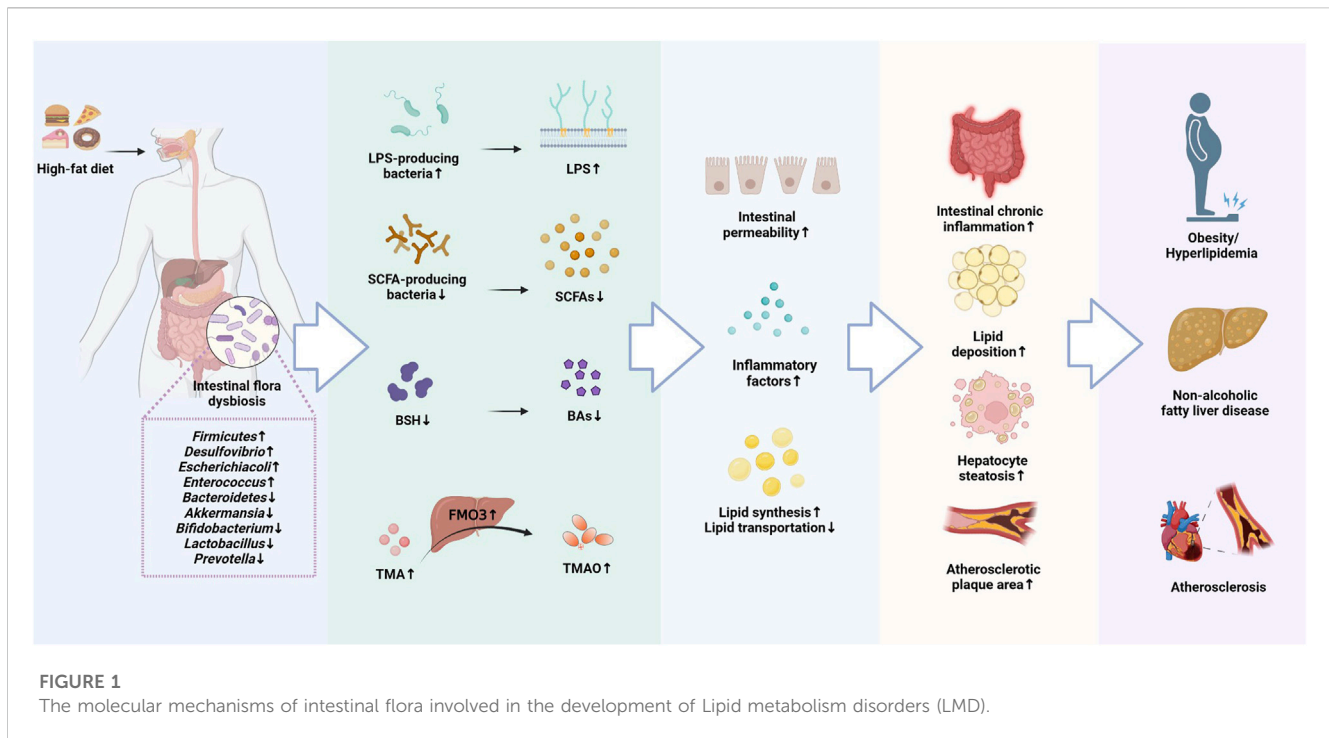 High-fat diet
Intestinal flora
dysbiosis
Firmicutes↑
Desulfovibrio↑
Escherichiacoli↑
Enterococcus↑
Bacteroidetes↓
Akkermansia↓
Bifidobacterium↓
Lactobacillus↓
Prevotella↓
LPS-producing
bacteria↑
LPS↑
SCFA-producing
bacteria↓
SCFAs↓
BSH↓
BAs↓
FMO3↑
TMA↑
TMAO↑
Intestinal
permeability↑
Inflammatory
factors↑
Lipid synthesis↑
Lipid transportation↓
Intestinal chronic
inflammation↑
Lipid
deposition↑
Hepatocyte
steatosis↑
Atherosclerotic
plaque area↑
Obesity/
Hyperlipidemia
Non-alcoholic
fatty liver disease
Atherosclerosis
FIGURE 1
The molecular mechanisms of intestinal flora involved in the development of Lipid metabolism disorders (LMD).